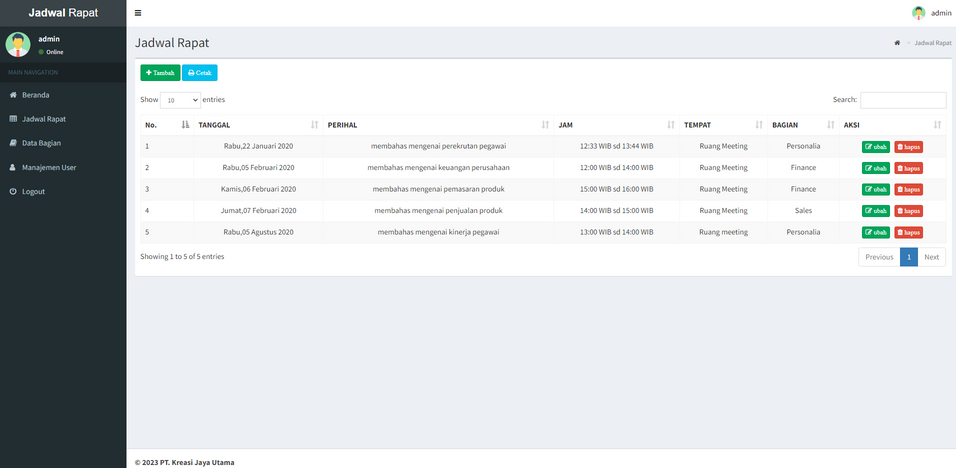 Jadwal Rapat
admin
admin
Online
MAIN NAVIGATION
Beranda
Jadwal Rapat
Data Bagian
Manajemen User
Logout
Jadwal Rapat
> Jadwal Rapat
Tambah Cetak
Show 10 entries Search:
No. TANGGAL PERIHAL JAM TEMPAT BAGIAN AKSI
1 Rabu,22 Januari 2020 membahas mengenai perekrutan pegawai 12:33 WIB sd 13:44 WIB Ruang Meeting Personalia ubah hapus
2 Rabu,05 Februari 2020 membahas mengenai keuangan perusahaan 12:00 WIB sd 14:00 WIB Ruang Meeting Finance ubah hapus
3 Kamis,06 Februari 2020 membahas mengenai pemasaran produk 15:00 WIB sd 16:00 WIB Ruang Meeting Finance ubah hapus
4 Jumat,07 Februari 2020 membahas mengenai penjualan produk 14:00 WIB sd 15:00 WIB Ruang Meeting Sales ubah hapus
5 Rabu,05 Agustus 2020 membahas mengenai kinerja pegawai 13:00 WIB sd 14:00 WIB Ruang meeting Personalia ubah hapus
Showing 1 to 5 of 5 entries Previous 1 Next
© 2023 PT. Kreasi Jaya Utama